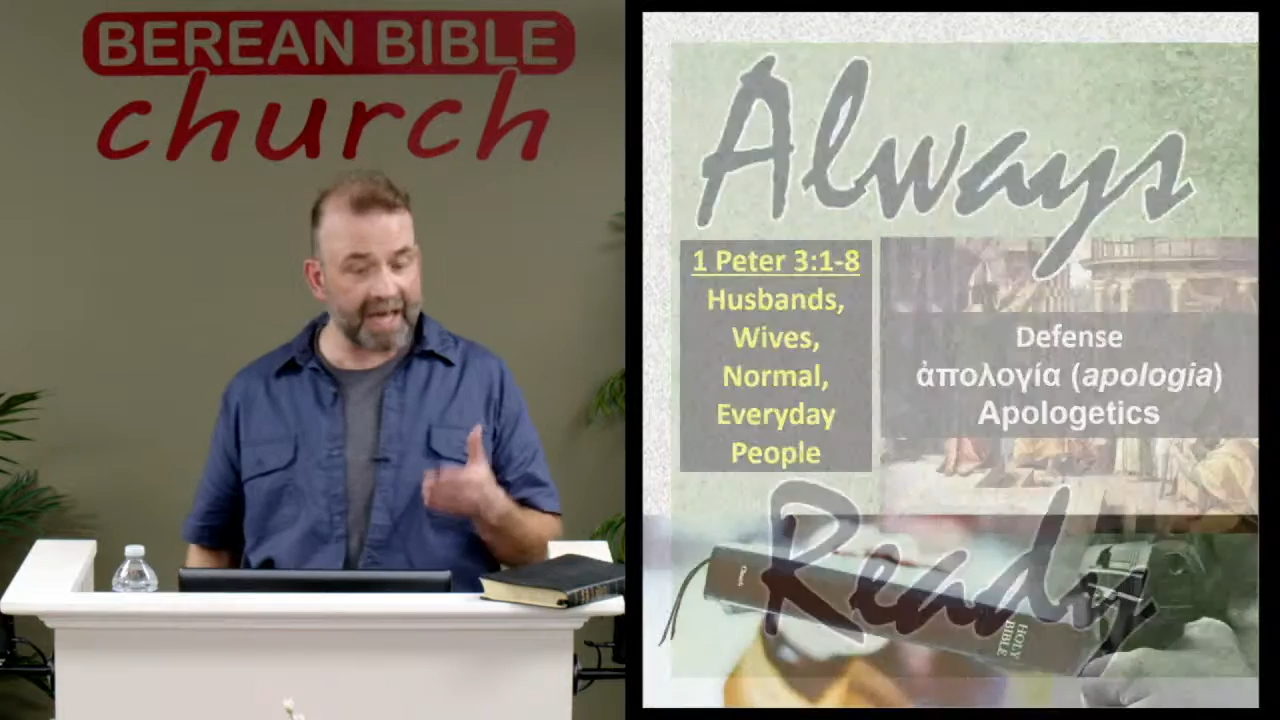 BEREAN BIBLE
church
Always
1 Peter 3:1-8
Husbands,
Wives,
Normal,
Everyday
People
Defense
ἀπολογία (apologia)
Apologetics
Ready
HOLY
BIBLE